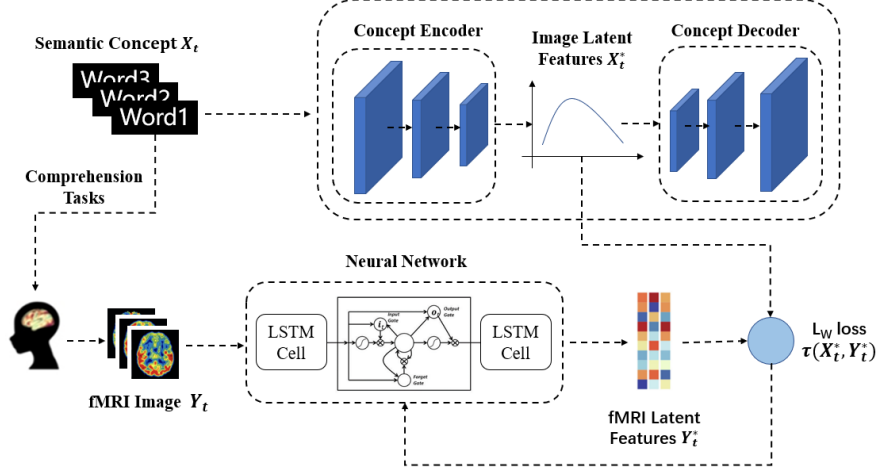 Semantic Concept X_t
Word3
Word2
Word1
Comprehension
Tasks
Concept Encoder
Image Latent
Features X_t^*
Concept Decoder
Neural Network
LSTM
Cell
Input
Gate
i_t
Output
Gate
o_t
Forget
Gate
LSTM
Cell
fMRI Image Y_t
fMRI Latent
Features Y_t^*
L_W loss
τ(X_t^*, Y_t^*)